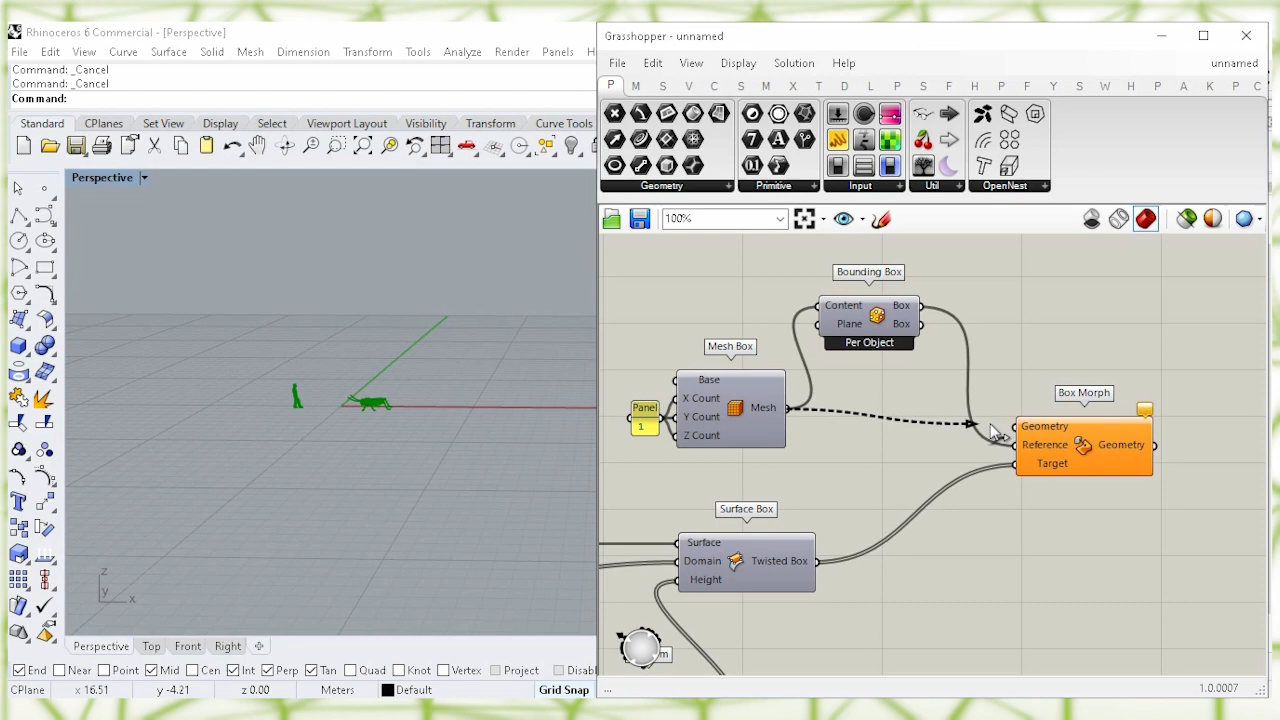 Rhinoceros 6 Commercial - [Perspective]
File Edit View Curve Surface Solid Mesh Dimension Transform Tools Analyze Render Panels H
Command: _Cancel
Command: _Cancel
Command:
Standard CPlanes Set View Display Select Viewport Layout Visibility Transform Curve Tools
Perspective
z
y
x
Perspective Top Front Right
End Near Point Mid Cen Int Perp Tan Quad Knot Vertex Project Disabl
CPlane x 16.51 y -4.21 z 0.00 Meters Default Grid Snap
Grasshopper - unnamed
File Edit View Display Solution Help unnamed
P M S V C S M X T D L P S F H M P F R U S W H P A K P C
Geometry Primitive Input Util OpenNest
100%
Bounding Box
Content Box
Plane Box
Per Object
Mesh Box
Base
X Count
Y Count Mesh
Z Count
Panel
1
Box Morph
Geometry
Reference Geometry
Target
Surface Box
Surface
Domain Twisted Box
Height
m
... 1.0.0007